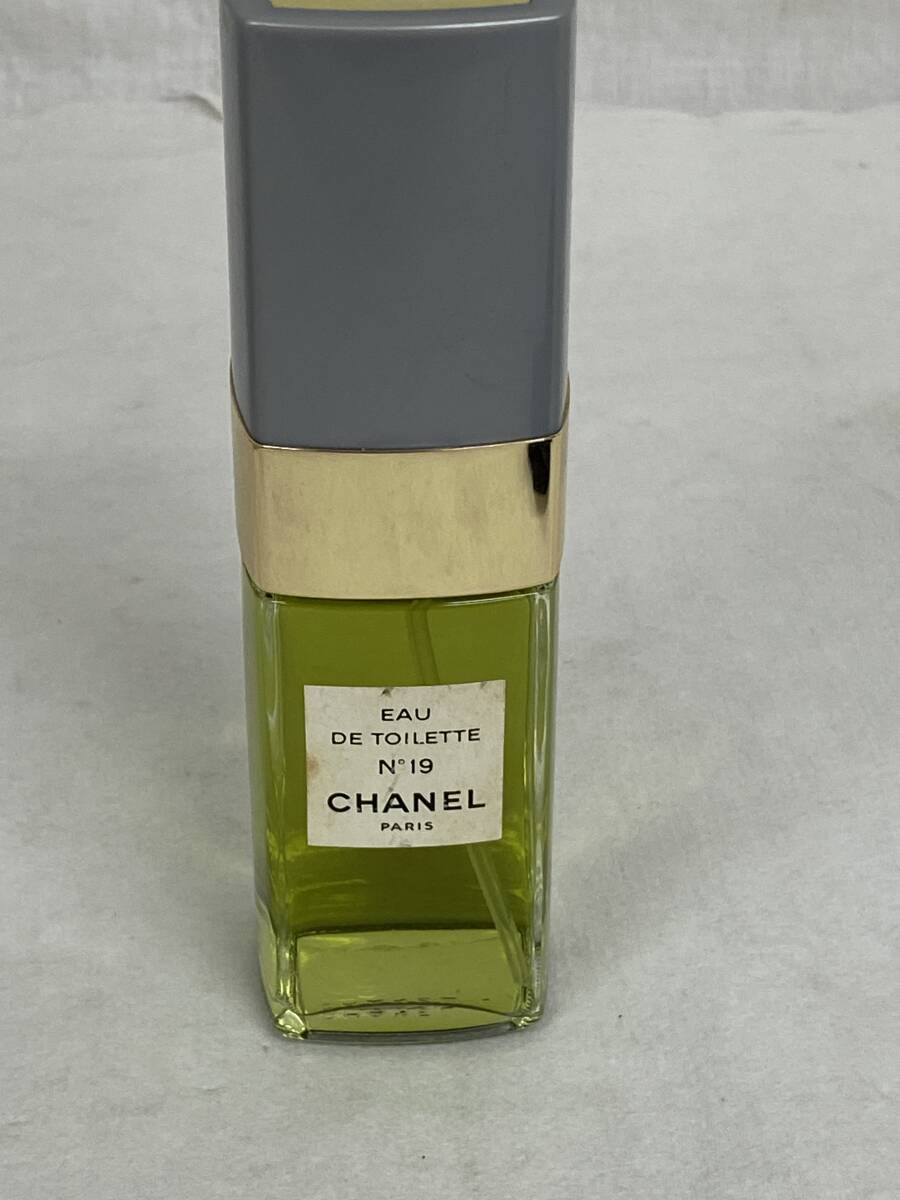 EAU
DE TOILETTE
N° 19
CHANEL
PARIS